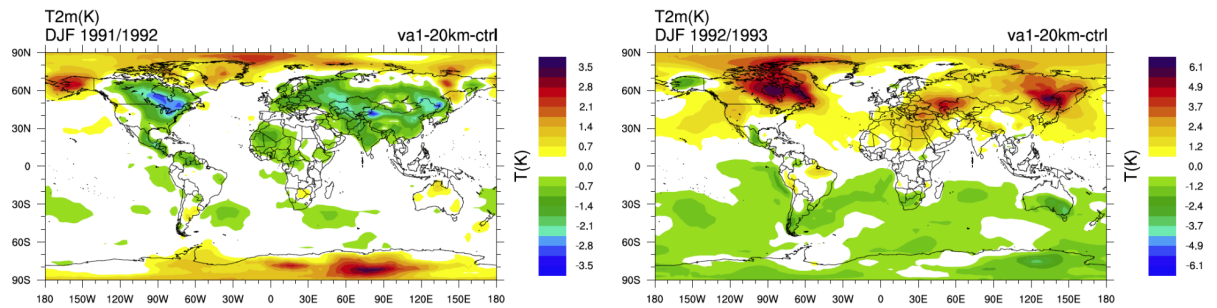 T2m(K)
DJF 1991/1992 va1-20km-ctrl
90N
60N
30N
0
30S
60S
90S
180 150W 120W 90W 60W 30W 0 30E 60E 90E 120E 150E 180
3.5
2.8
2.1
1.4
0.7
0.0
-0.7
-1.4
-2.1
-2.8
-3.5
T(K)
T2m(K)
DJF 1992/1993 va1-20km-ctrl
90N
60N
30N
0
30S
60S
90S
180 150W 120W 90W 60W 30W 0 30E 60E 90E 120E 150E 180
6.1
4.9
3.7
2.4
1.2
0.0
-1.2
-2.4
-3.7
-4.9
-6.1
T(K)